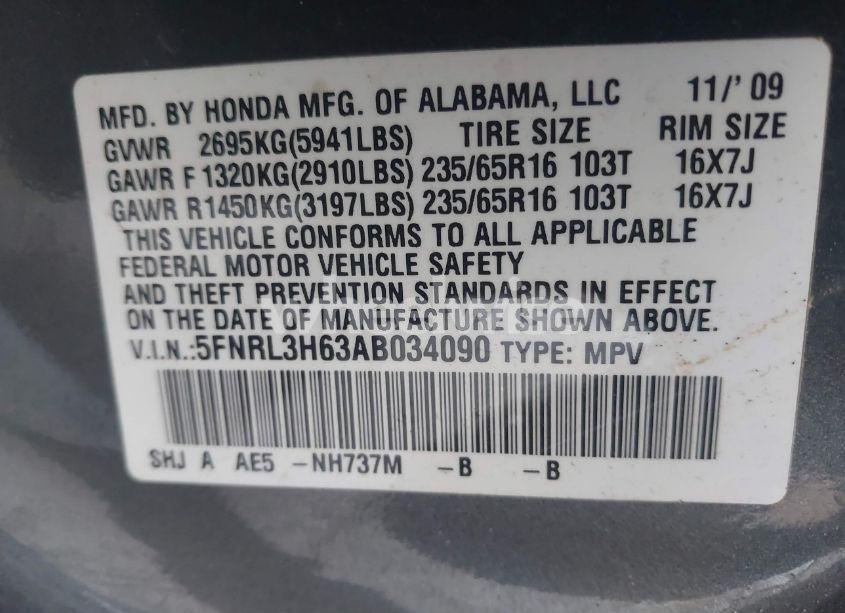 MFD. BY HONDA MFG. OF ALABAMA, LLC 11/'09
GVWR 2695KG(5941LBS) TIRE SIZE RIM SIZE
GAWR F 1320KG(2910LBS) 235/65R16 103T 16X7J
GAWR R1450KG(3197LBS) 235/65R16 103T 16X7J
THIS VEHICLE CONFORMS TO ALL APPLICABLE
FEDERAL MOTOR VEHICLE SAFETY
AND THEFT PREVENTION STANDARDS IN EFFECT
ON THE DATE OF MANUFACTURE SHOWN ABOVE.
V.I.N.:5FNRL3H63AB034090 TYPE: MPV
SHJ A AE5 -NH737M -B -B